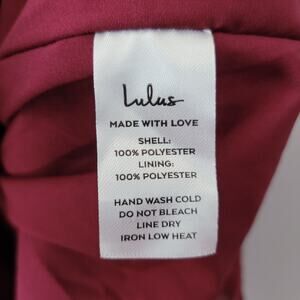 Lulus
MADE WITH LOVE
SHELL:
100% POLYESTER
LINING:
100% POLYESTER
HAND WASH COLD
DO NOT BLEACH
LINE DRY
IRON LOW HEAT